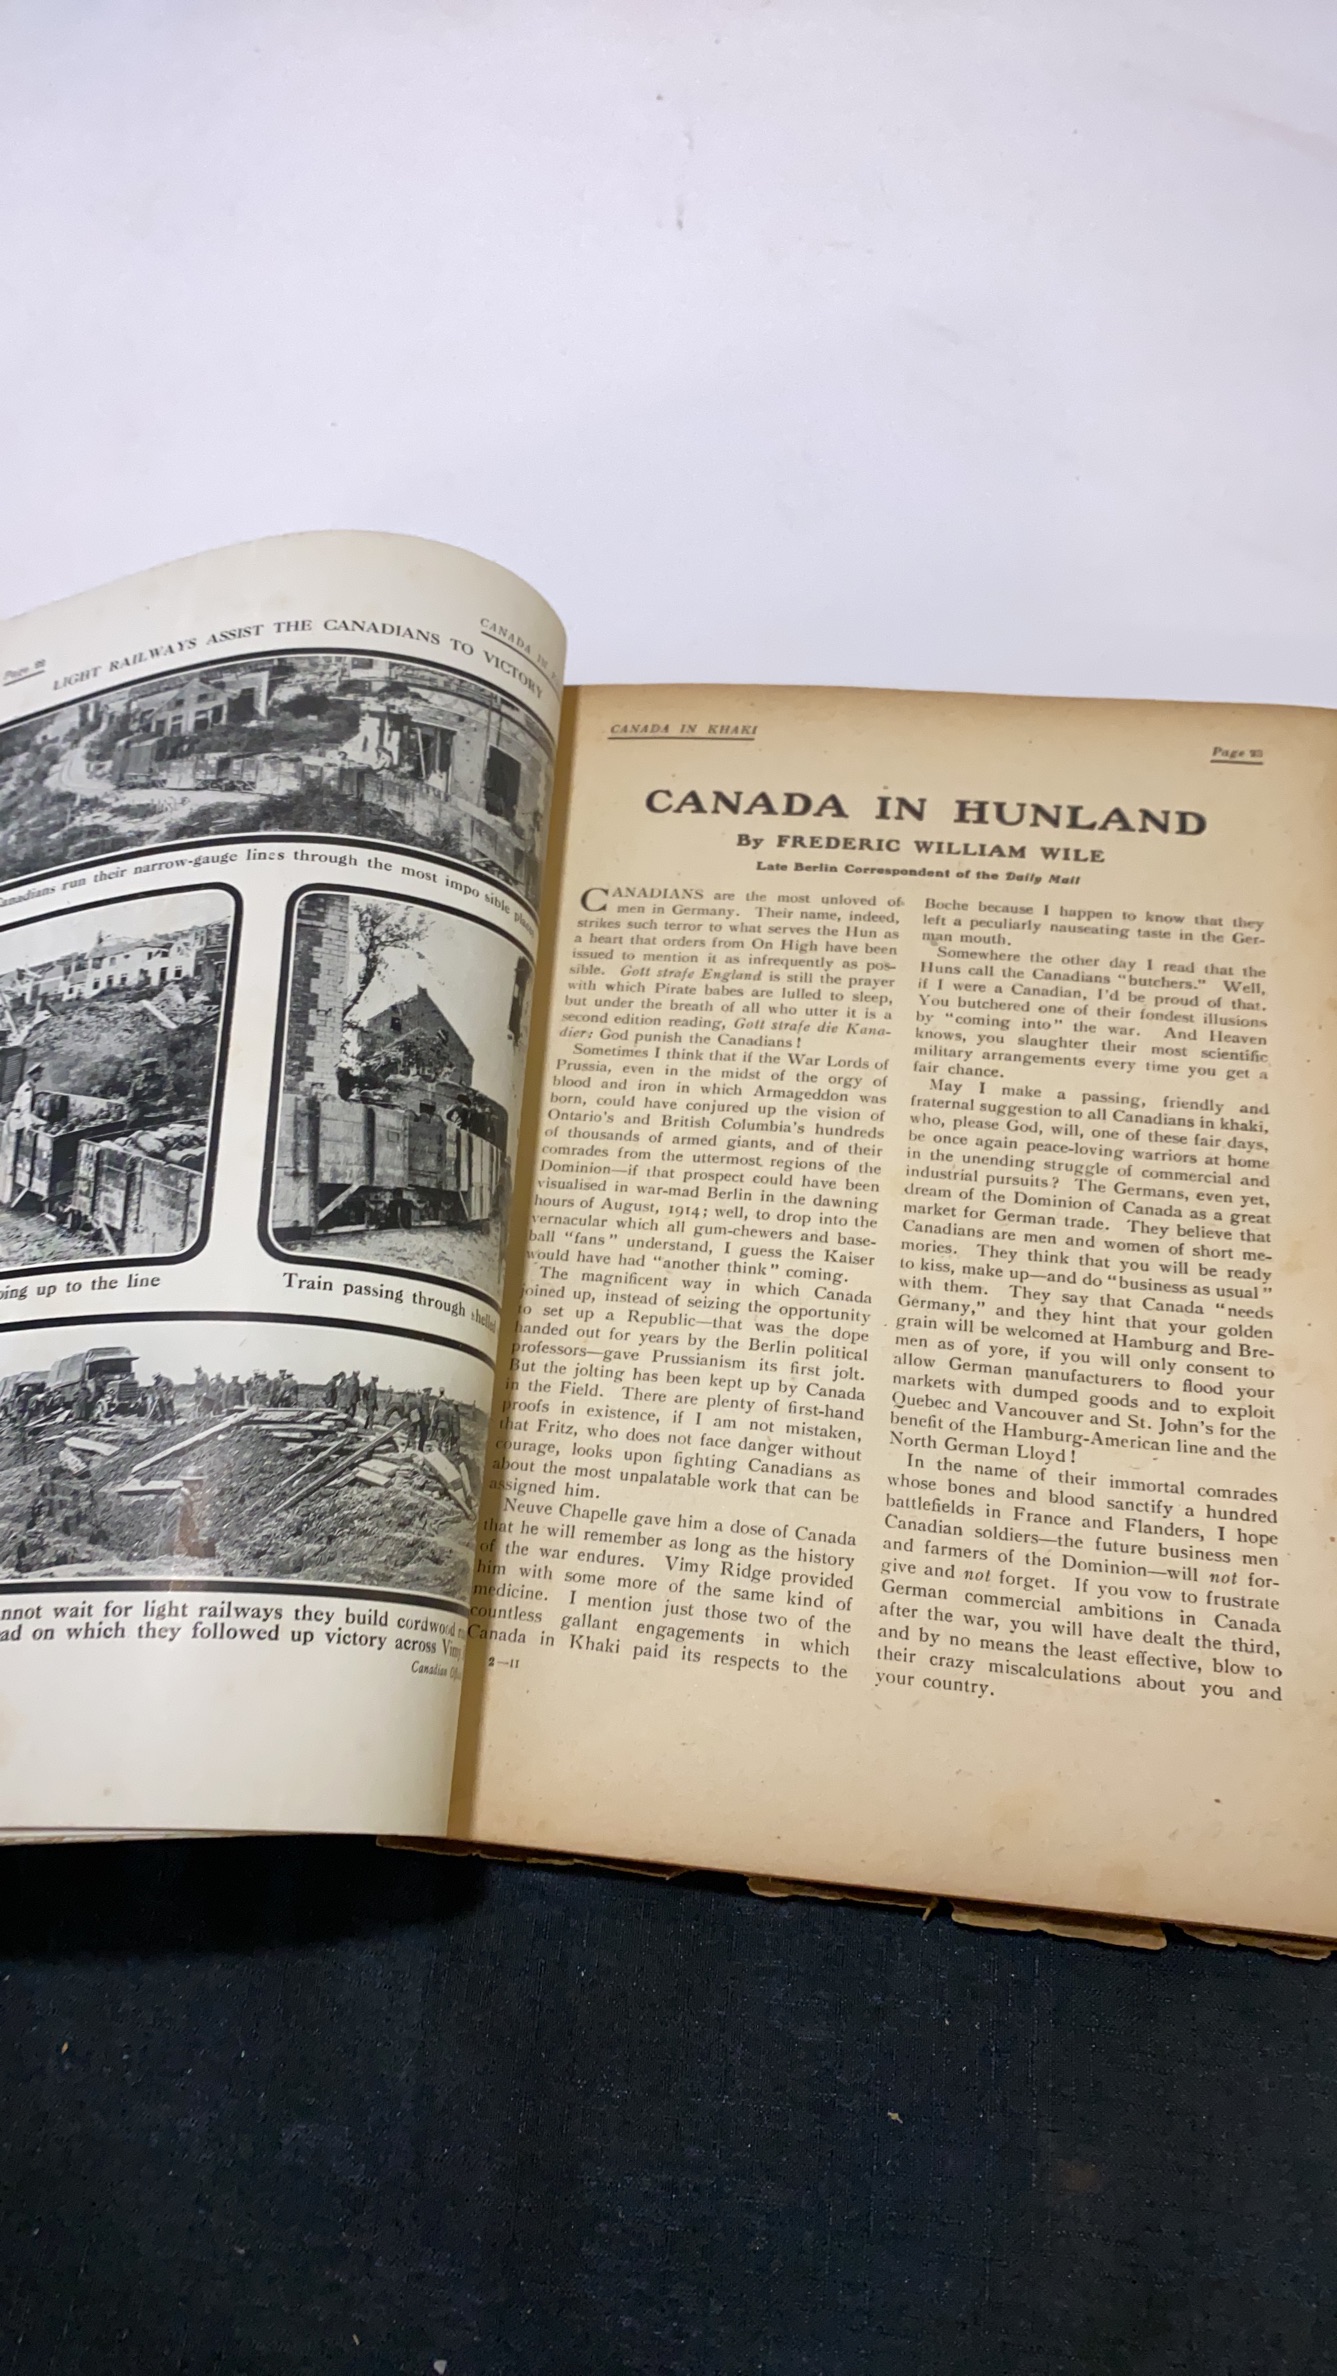 CANADA IN
LIGHT RAILWAYS ASSIST THE CANADIANS TO VICTORY
Canadians run their narrow-gauge lines through the most impo sible
up to the line
Train passing through
wait for light railways they build cordwood
on which they followed up victory across
Canadian
CANADA IN KHAKI
Page
CANADA IN HUNLAND
By FREDERIC WILLIAM WILE
Late Berlin Correspondent of the Daily Mail
CANADIANS are the most unloved of
men in Germany. Their name, indeed,
strikes such terror to what serves the Hun as
a heart that orders from On High have been
issued to mention it as infrequently as pos-
sible. Gott strafe England is still the prayer
with which Pirate babes are lulled to sleep,
but under the breath of all who utter it is a
second edition reading, Gott strafe die Kana-
dier: God punish the Canadians!
Sometimes I think that if the War Lords of
Prussia, even in the midst of the orgy of
blood and iron in which Armageddon was
born, could have conjured up the vision of
Ontario's and British Columbia's hundreds
of thousands of armed giants, and of their
comrades from the uttermost regions of the
Dominion—if that prospect could have been
visualised in war-mad Berlin in the dawning
hours of August, 1914; well, to drop into the
vernacular which all gum-chewers and base-
ball "fans" understand, I guess the Kaiser
would have had "another think" coming.
The magnificent way in which Canada
joined up, instead of seizing the opportunity
to set up a Republic—that was the dope
handed out for years by the Berlin political
professors—gave Prussianism its first jolt.
But the jolting has been kept up by Canada
in the Field. There are plenty of first-hand
proofs in existence, if I am not mistaken,
that Fritz, who does not face danger without
courage, looks upon fighting Canadians as
about the most unpalatable work that can be
assigned him.
Neuve Chapelle gave him a dose of Canada
that he will remember as long as the history
of the war endures. Vimy Ridge provided
him with some more of the same kind of
medicine. I mention just those two of the
countless gallant engagements in which
Canada in Khaki paid its respects to the
2—11
Boche because I happen to know that they
left a peculiarly nauseating taste in the Ger-
man mouth.
Somewhere the other day I read that the
Huns call the Canadians "butchers." Well,
if I were a Canadian, I'd be proud of that.
You butchered one of their fondest illusions
by "coming into" the war. And Heaven
knows, you slaughter their most scientific
military arrangements every time you get a
fair chance.
May I make a passing, friendly and
fraternal suggestion to all Canadians in khaki,
who, please God, will, one of these fair days,
be once again peace-loving warriors at home
in the unending struggle of commercial and
industrial pursuits? The Germans, even yet,
dream of the Dominion of Canada as a great
market for German trade. They believe that
Canadians are men and women of short me-
mories. They think that you will be ready
to kiss, make up—and do "business as usual"
with them. They say that Canada "needs
Germany," and they hint that your golden
grain will be welcomed at Hamburg and Bre-
men as of yore, if you will only consent to
allow German manufacturers to flood your
markets with dumped goods and to exploit
Quebec and Vancouver and St. John's for the
benefit of the Hamburg-American line and the
North German Lloyd!
In the name of their immortal comrades
whose bones and blood sanctify a hundred
battlefields in France and Flanders, I hope
Canadian soldiers—the future business men
and farmers of the Dominion—will not for-
give and not forget. If you vow to frustrate
German commercial ambitions in Canada
after the war, you will have dealt the third,
and by no means the least effective, blow to
their crazy miscalculations about you and
your country.